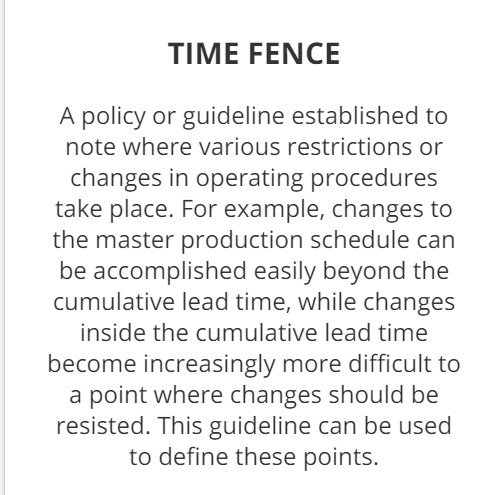 TIME FENCE
A policy or guideline established to
note where various restrictions or
changes in operating procedures
take place. For example, changes to
the master production schedule can
be accomplished easily beyond the
cumulative lead time, while changes
inside the cumulative lead time
become increasingly more difficult to
a point where changes should be
resisted. This guideline can be used
to define these points.